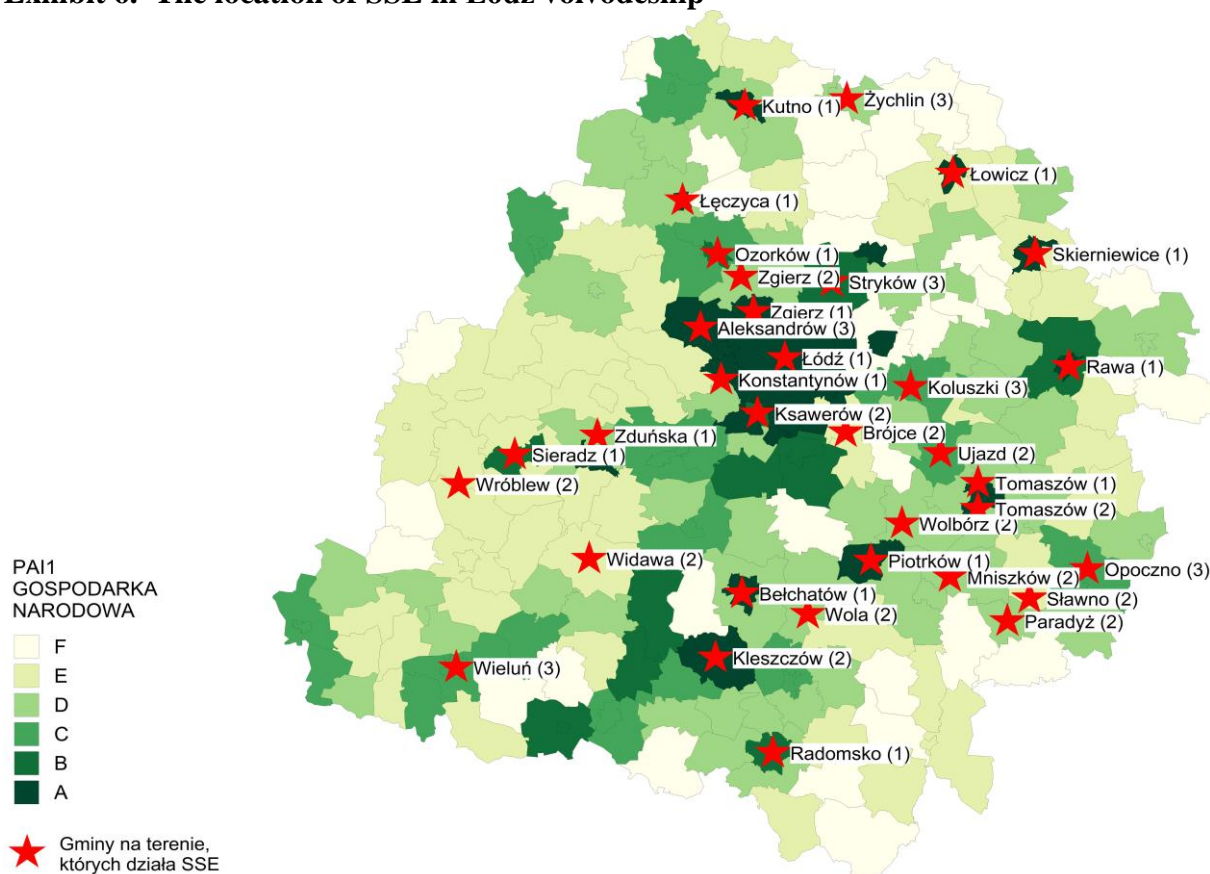 Exhibit 6. The location of SSE in Łódź voivodeship
Kutno (1)
Żychlin (3)
Łowicz (1)
Łęczyca (1)
Ozorków (1)
Skierniewice (1)
Zgierz (2)
Stryków (3)
Zgierz (1)
Aleksandrów (3)
Łódź (1)
Rawa (1)
Konstantynów (1)
Koluszki (3)
Ksawerów (2)
Brójce (2)
Zduńska (1)
Sieradz (1)
Ujazd (2)
Wróblew (2)
Tomaszów (1)
Tomaszów (2)
Wolbórz (2)
Widawa (2)
Piotrków (1)
Opoczno (3)
Mniszków (2)
Bełchatów (1)
Sławno (2)
Wola (2)
Paradyż (2)
Kleszczów (2)
Wieluń (3)
Radomsko (1)
PAI1
GOSPODARKA
NARODOWA
F
E
D
C
B
A
Gminy na terenie,
których działa SSE